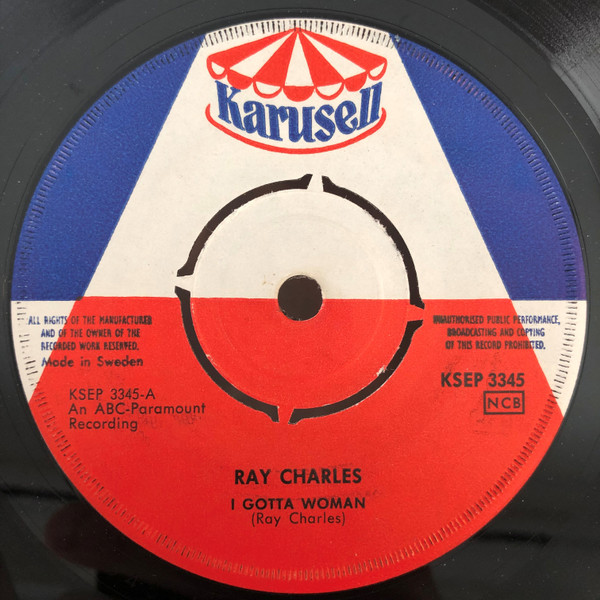 Karusell
ALL RIGHTS OF THE MANUFACTURER
AND OF THE OWNER OF THE
RECORDED WORK RESERVED.
Made in Sweden
KSEP 3345-A
An ABC-Paramount
Recording
UNAUTHORISED PUBLIC PERFORMANCE,
BROADCASTING AND COPYING
OF THIS RECORD PROHIBITED.
KSEP 3345
NCB
RAY CHARLES
I GOTTA WOMAN
(Ray Charles)